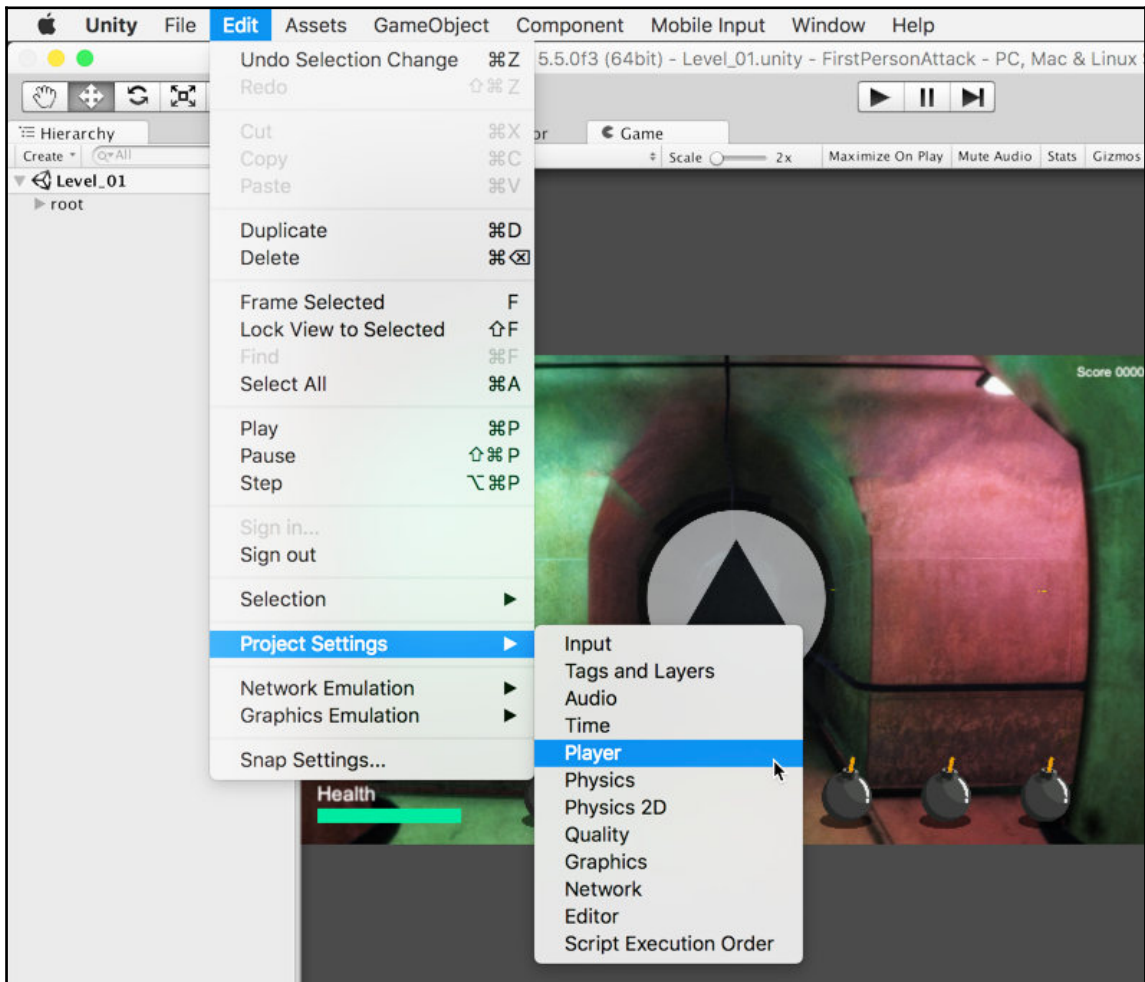 Unity File Edit Assets GameObject Component Mobile Input Window Help
5.5.0f3 (64bit) - Level_01.unity - FirstPersonAttack - PC, Mac & Linux
Hierarchy
Game
Create All
Scale 2x Maximize On Play Mute Audio Stats Gizmos
Level_01
root
Undo Selection Change ⌘Z
Redo ⇧⌘Z
Cut ⌘X
Copy ⌘C
Paste ⌘V
Duplicate ⌘D
Delete ⌘⌫
Frame Selected F
Lock View to Selected ⇧F
Find ⌘F
Select All ⌘A
Play ⌘P
Pause ⇧⌘P
Step ⌥⌘P
Sign in...
Sign out
Selection
Project Settings
Network Emulation
Graphics Emulation
Snap Settings...
Input
Tags and Layers
Audio
Time
Player
Physics
Physics 2D
Quality
Graphics
Network
Editor
Script Execution Order
Score 0000
Health